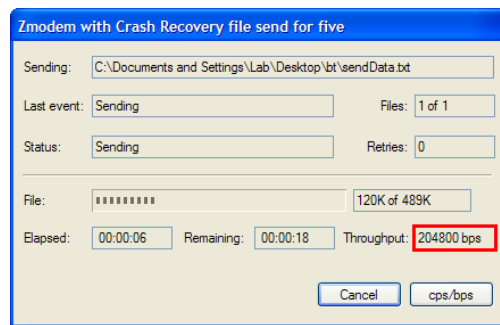 Zmodem with Crash Recovery file send for five
Sending: C:\Documents and Settings\Lab\Desktop\bt\sendData.txt
Last event: Sending Files: 1 of 1
Status: Sending Retries: 0
File: 120K of 489K
Elapsed: 00:00:06 Remaining: 00:00:18 Throughput: 204800 bps
Cancel cps/bps